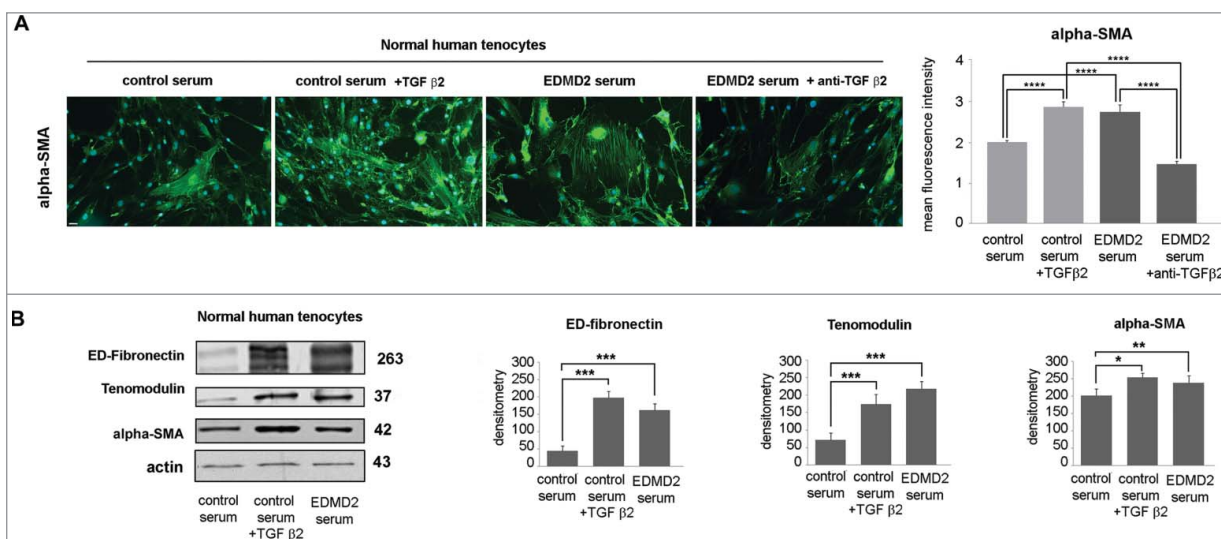 A
Normal human tenocytes
control serum
control serum +TGF β2
EDMD2 serum
EDMD2 serum + anti-TGF β2
alpha-SMA
alpha-SMA
mean fluorescence intensity
4
3
2
1
0
****
****
****
****
control
serum
control
serum
+TGFβ2
EDMD2
serum
EDMD2
serum
+anti-TGFβ2
B
Normal human tenocytes
ED-Fibronectin
263
Tenomodulin
37
alpha-SMA
42
actin
43
control
serum
control
serum
+TGF β2
EDMD2
serum
ED-fibronectin
densitometry
300
250
200
150
100
50
0
***
***
control
serum
control
serum
+TGF β2
EDMD2
serum
Tenomodulin
densitometry
300
250
200
150
100
50
0
***
***
control
serum
control
serum
+TGF β2
EDMD2
serum
alpha-SMA
densitometry
300
250
200
150
100
50
0
**
*
control
serum
control
serum
+TGF β2
EDMD2
serum